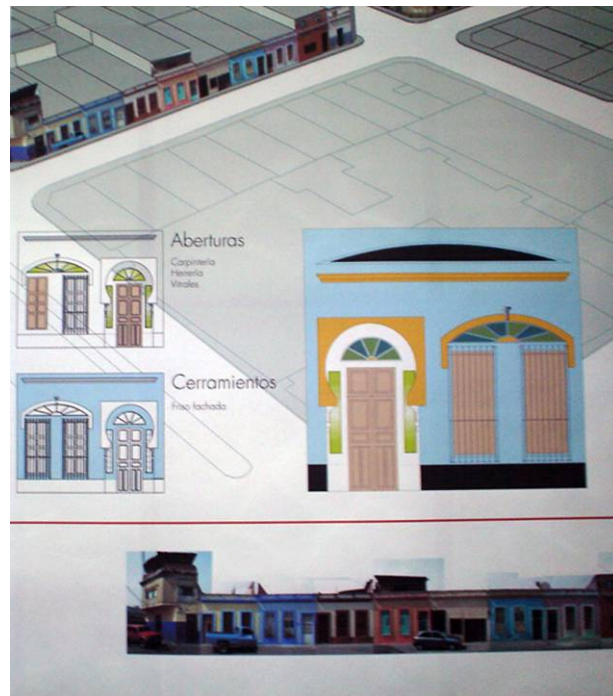 Aberturas
Carpintería
Herrería
Vitrales
Cerramientos
Friso fachada